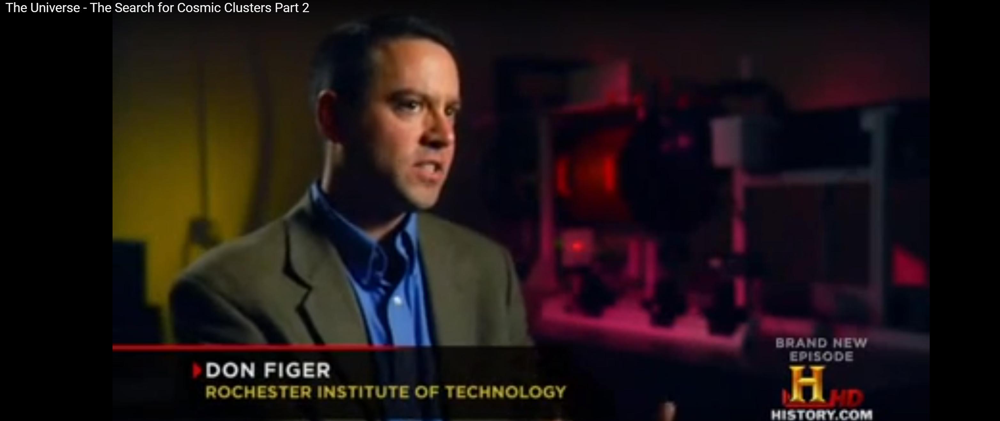 The Universe - The Search for Cosmic Clusters Part 2
DON FIGER
ROCHESTER INSTITUTE OF TECHNOLOGY
BRAND NEW
EPISODE
H
HD
HISTORY.COM